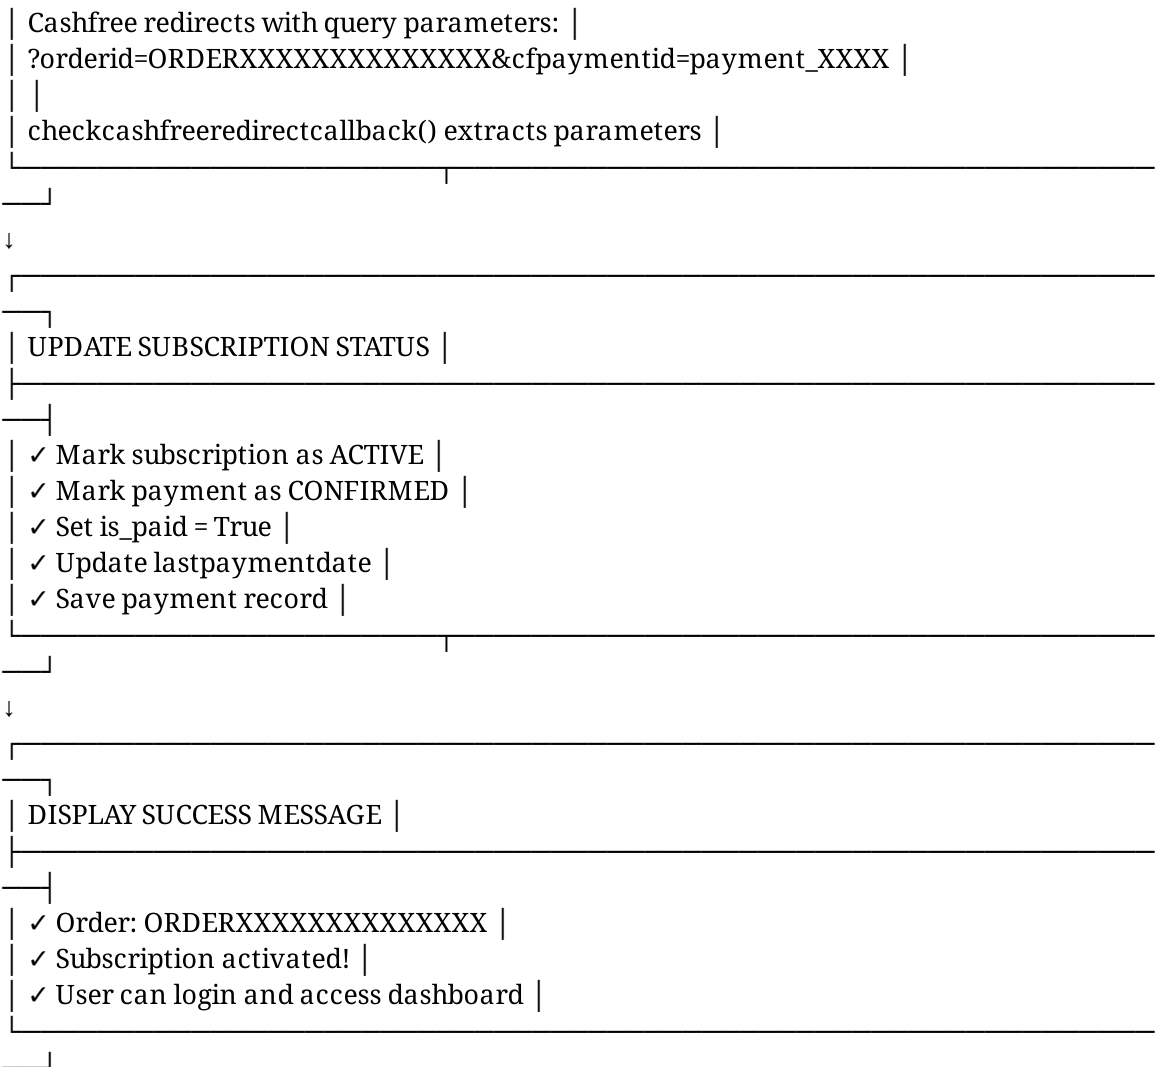 │ Cashfree redirects with query parameters: │
│ ?orderid=ORDERXXXXXXXXXXXXXX&cfpaymentid=payment_XXXX │
│ │
│ checkcashfreeredirectcallback() extracts parameters │
└──────────────────────┬─────────────────────────────────────
──┘
↓
┌────────────────────────────────────────────────────────────
──┐
│ UPDATE SUBSCRIPTION STATUS │
├────────────────────────────────────────────────────────────
──┤
│ ✓ Mark subscription as ACTIVE │
│ ✓ Mark payment as CONFIRMED │
│ ✓ Set is_paid = True │
│ ✓ Update lastpaymentdate │
│ ✓ Save payment record │
└──────────────────────┬─────────────────────────────────────
──┘
↓
┌────────────────────────────────────────────────────────────
──┐
│ DISPLAY SUCCESS MESSAGE │
├────────────────────────────────────────────────────────────
──┤
│ ✓ Order: ORDERXXXXXXXXXXXXXX │
│ ✓ Subscription activated! │
│ ✓ User can login and access dashboard │
└────────────────────────────────────────────────────────────
──┘